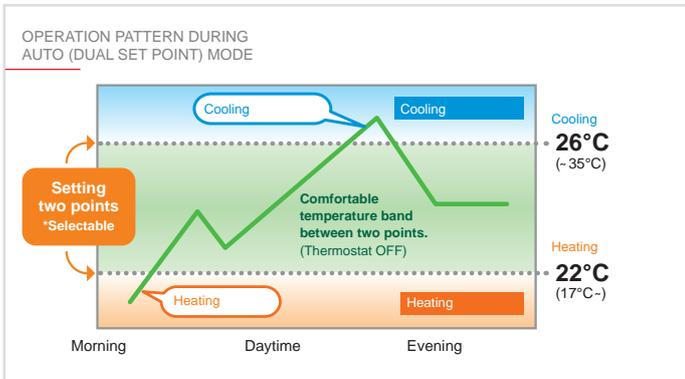 OPERATION PATTERN DURING
AUTO (DUAL SET POINT) MODE
Cooling
Cooling
Cooling
26°C
(~35°C)
Setting
two points
*Selectable
Comfortable
temperature band
between two points.
(Thermostat OFF)
Heating
22°C
(17°C~)
Heating
Heating
Morning
Daytime
Evening